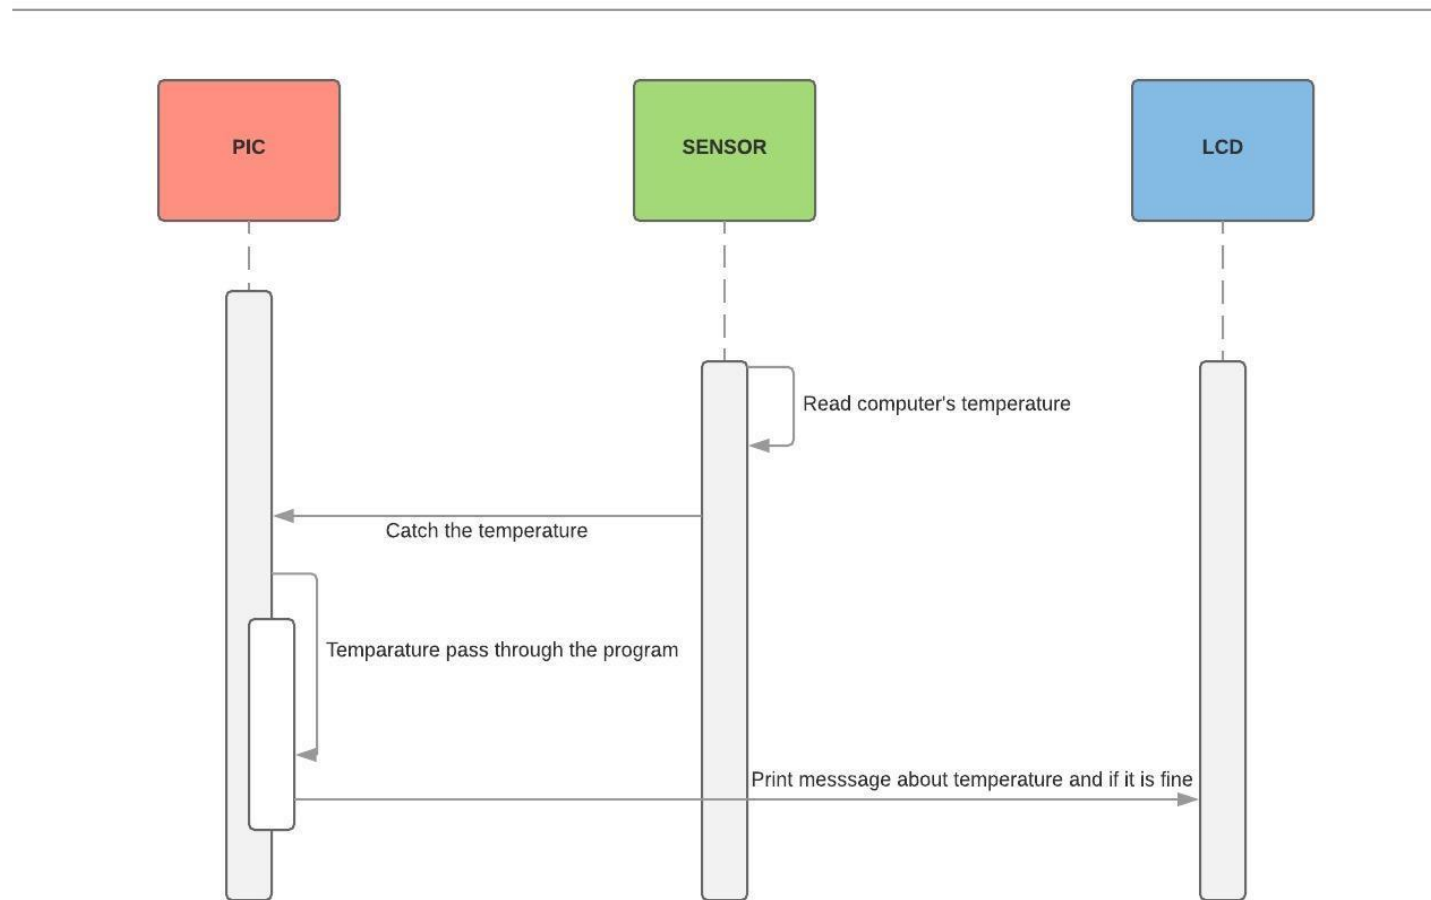 PIC
SENSOR
LCD
Read computer's temperature
Catch the temperature
Temparature pass through the program
Print messsage about temperature and if it is fine